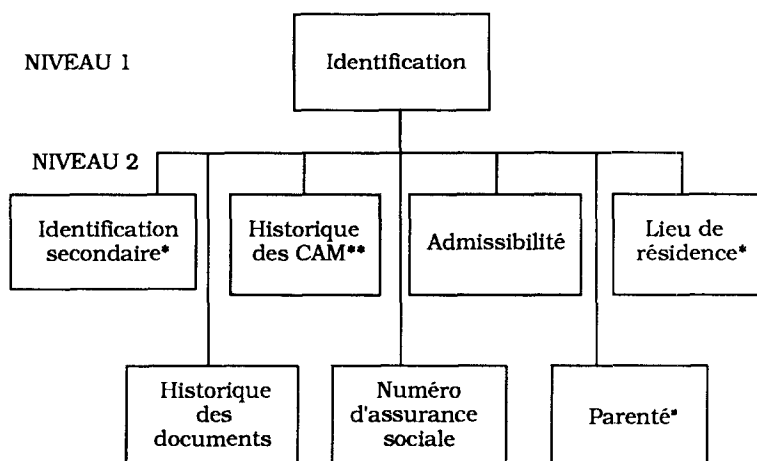 NIVEAU 1
Identification
NIVEAU 2
Identification
secondaire*
Historique
des CAM**
Admissibilité
Lieu de
résidence*
Historique
des
documents
Numéro
d'assurance
sociale
Parenté*